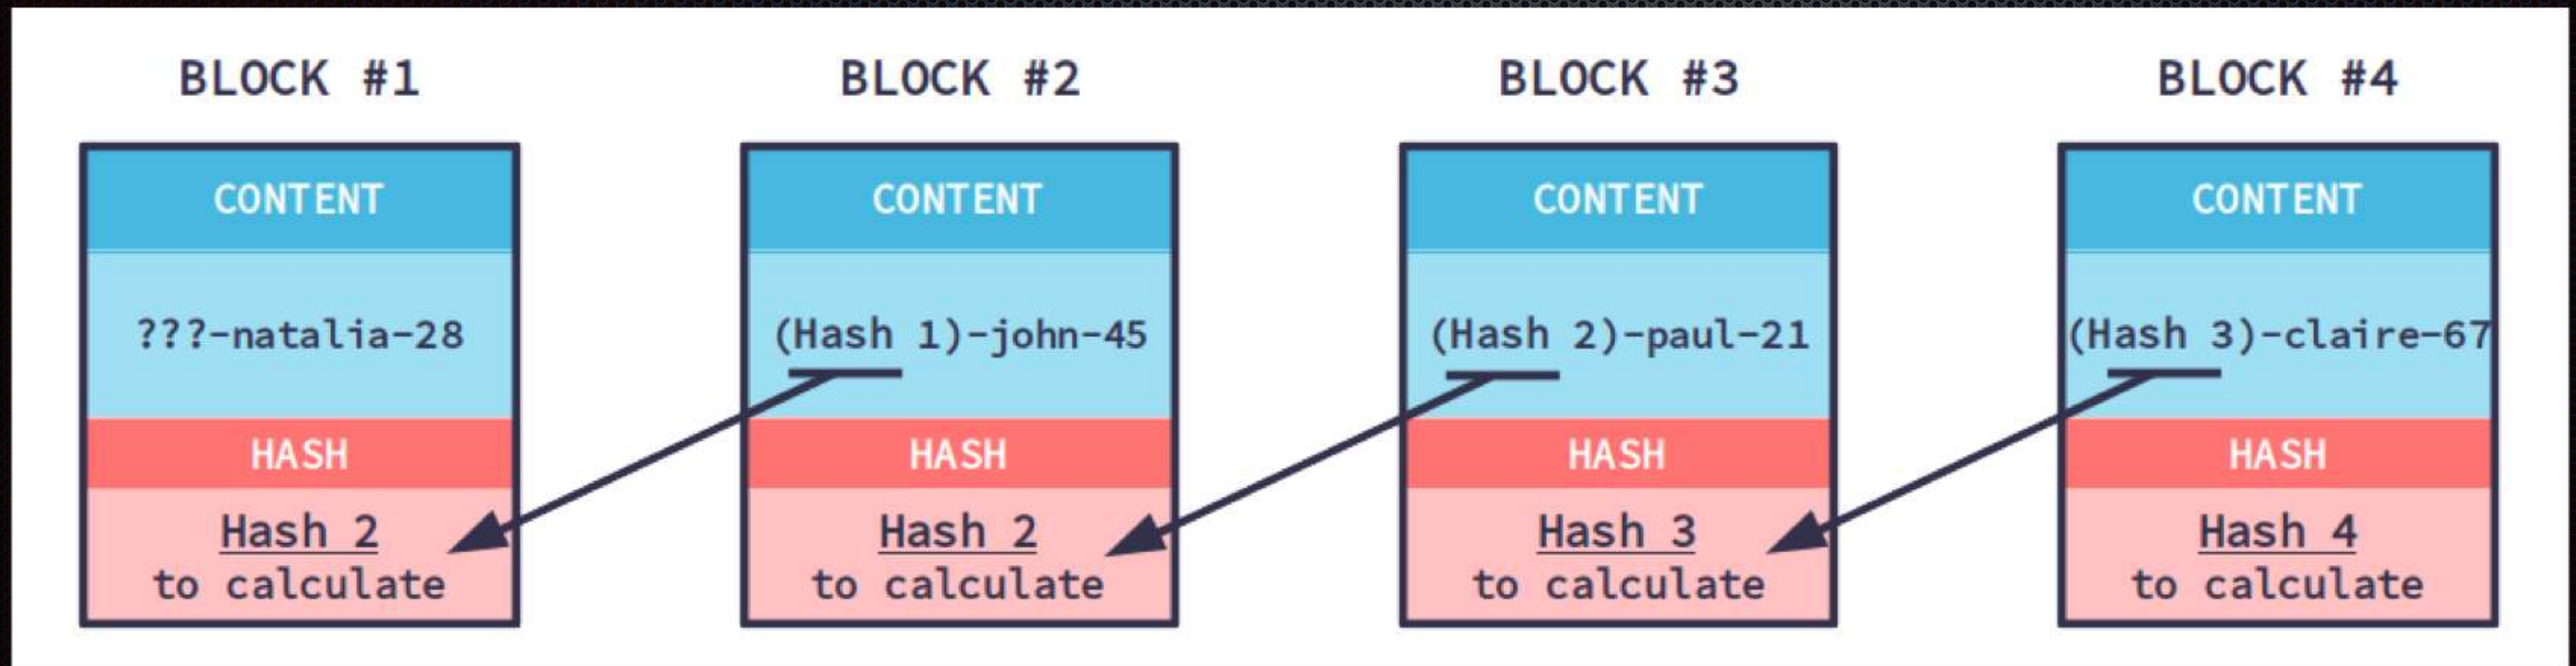 BLOCK #1
CONTENT
???-natalia-28
HASH
Hash 2
to calculate
BLOCK #2
CONTENT
(Hash 1)-john-45
HASH
Hash 2
to calculate
BLOCK #3
CONTENT
(Hash 2)-paul-21
HASH
Hash 3
to calculate
BLOCK #4
CONTENT
(Hash 3)-claire-67
HASH
Hash 4
to calculate